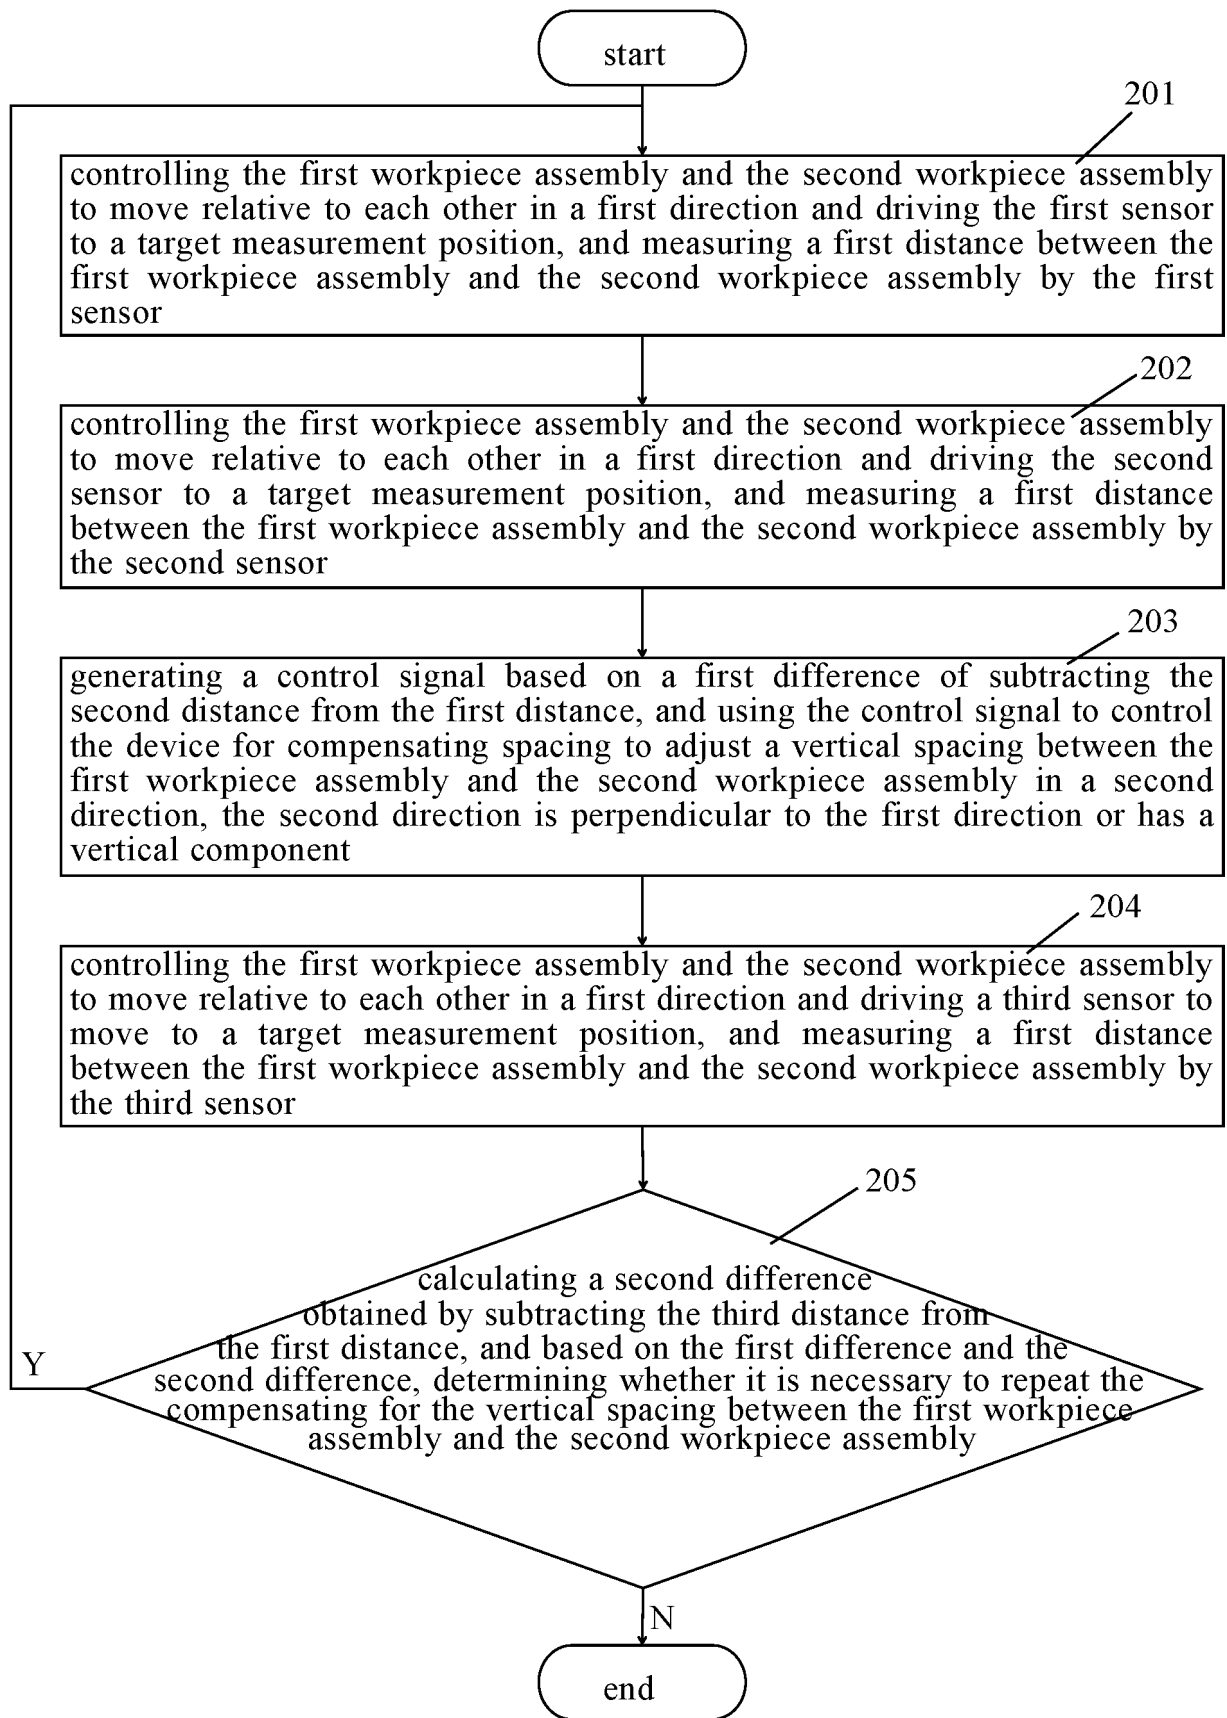 start
201
controlling the first workpiece assembly and the second workpiece assembly
to move relative to each other in a first direction and driving the first sensor
to a target measurement position, and measuring a first distance between the
first workpiece assembly and the second workpiece assembly by the first
sensor
202
controlling the first workpiece assembly and the second workpiece assembly
to move relative to each other in a first direction and driving the second
sensor to a target measurement position, and measuring a first distance
between the first workpiece assembly and the second workpiece assembly by
the second sensor
203
generating a control signal based on a first difference of subtracting the
second distance from the first distance, and using the control signal to control
the device for compensating spacing to adjust a vertical spacing between the
first workpiece assembly and the second workpiece assembly in a second
direction, the second direction is perpendicular to the first direction or has a
vertical component
204
controlling the first workpiece assembly and the second workpiece assembly
to move relative to each other in a first direction and driving a third sensor to
move to a target measurement position, and measuring a first distance
between the first workpiece assembly and the second workpiece assembly by
the third sensor
205
calculating a second difference
obtained by subtracting the third distance from
the first distance, and based on the first difference and the
second difference, determining whether it is necessary to repeat the
compensating for the vertical spacing between the first workpiece
assembly and the second workpiece assembly
Y
N
end